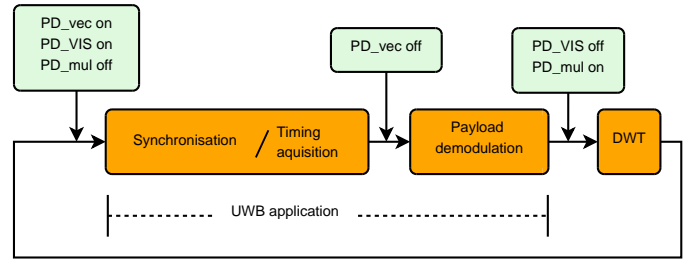 PD_vec on
PD_VIS on
PD_mul off
PD_vec off
PD_VIS off
PD_mul on
Synchronisation / Timing
aquisition
Payload
demodulation
DWT
UWB application